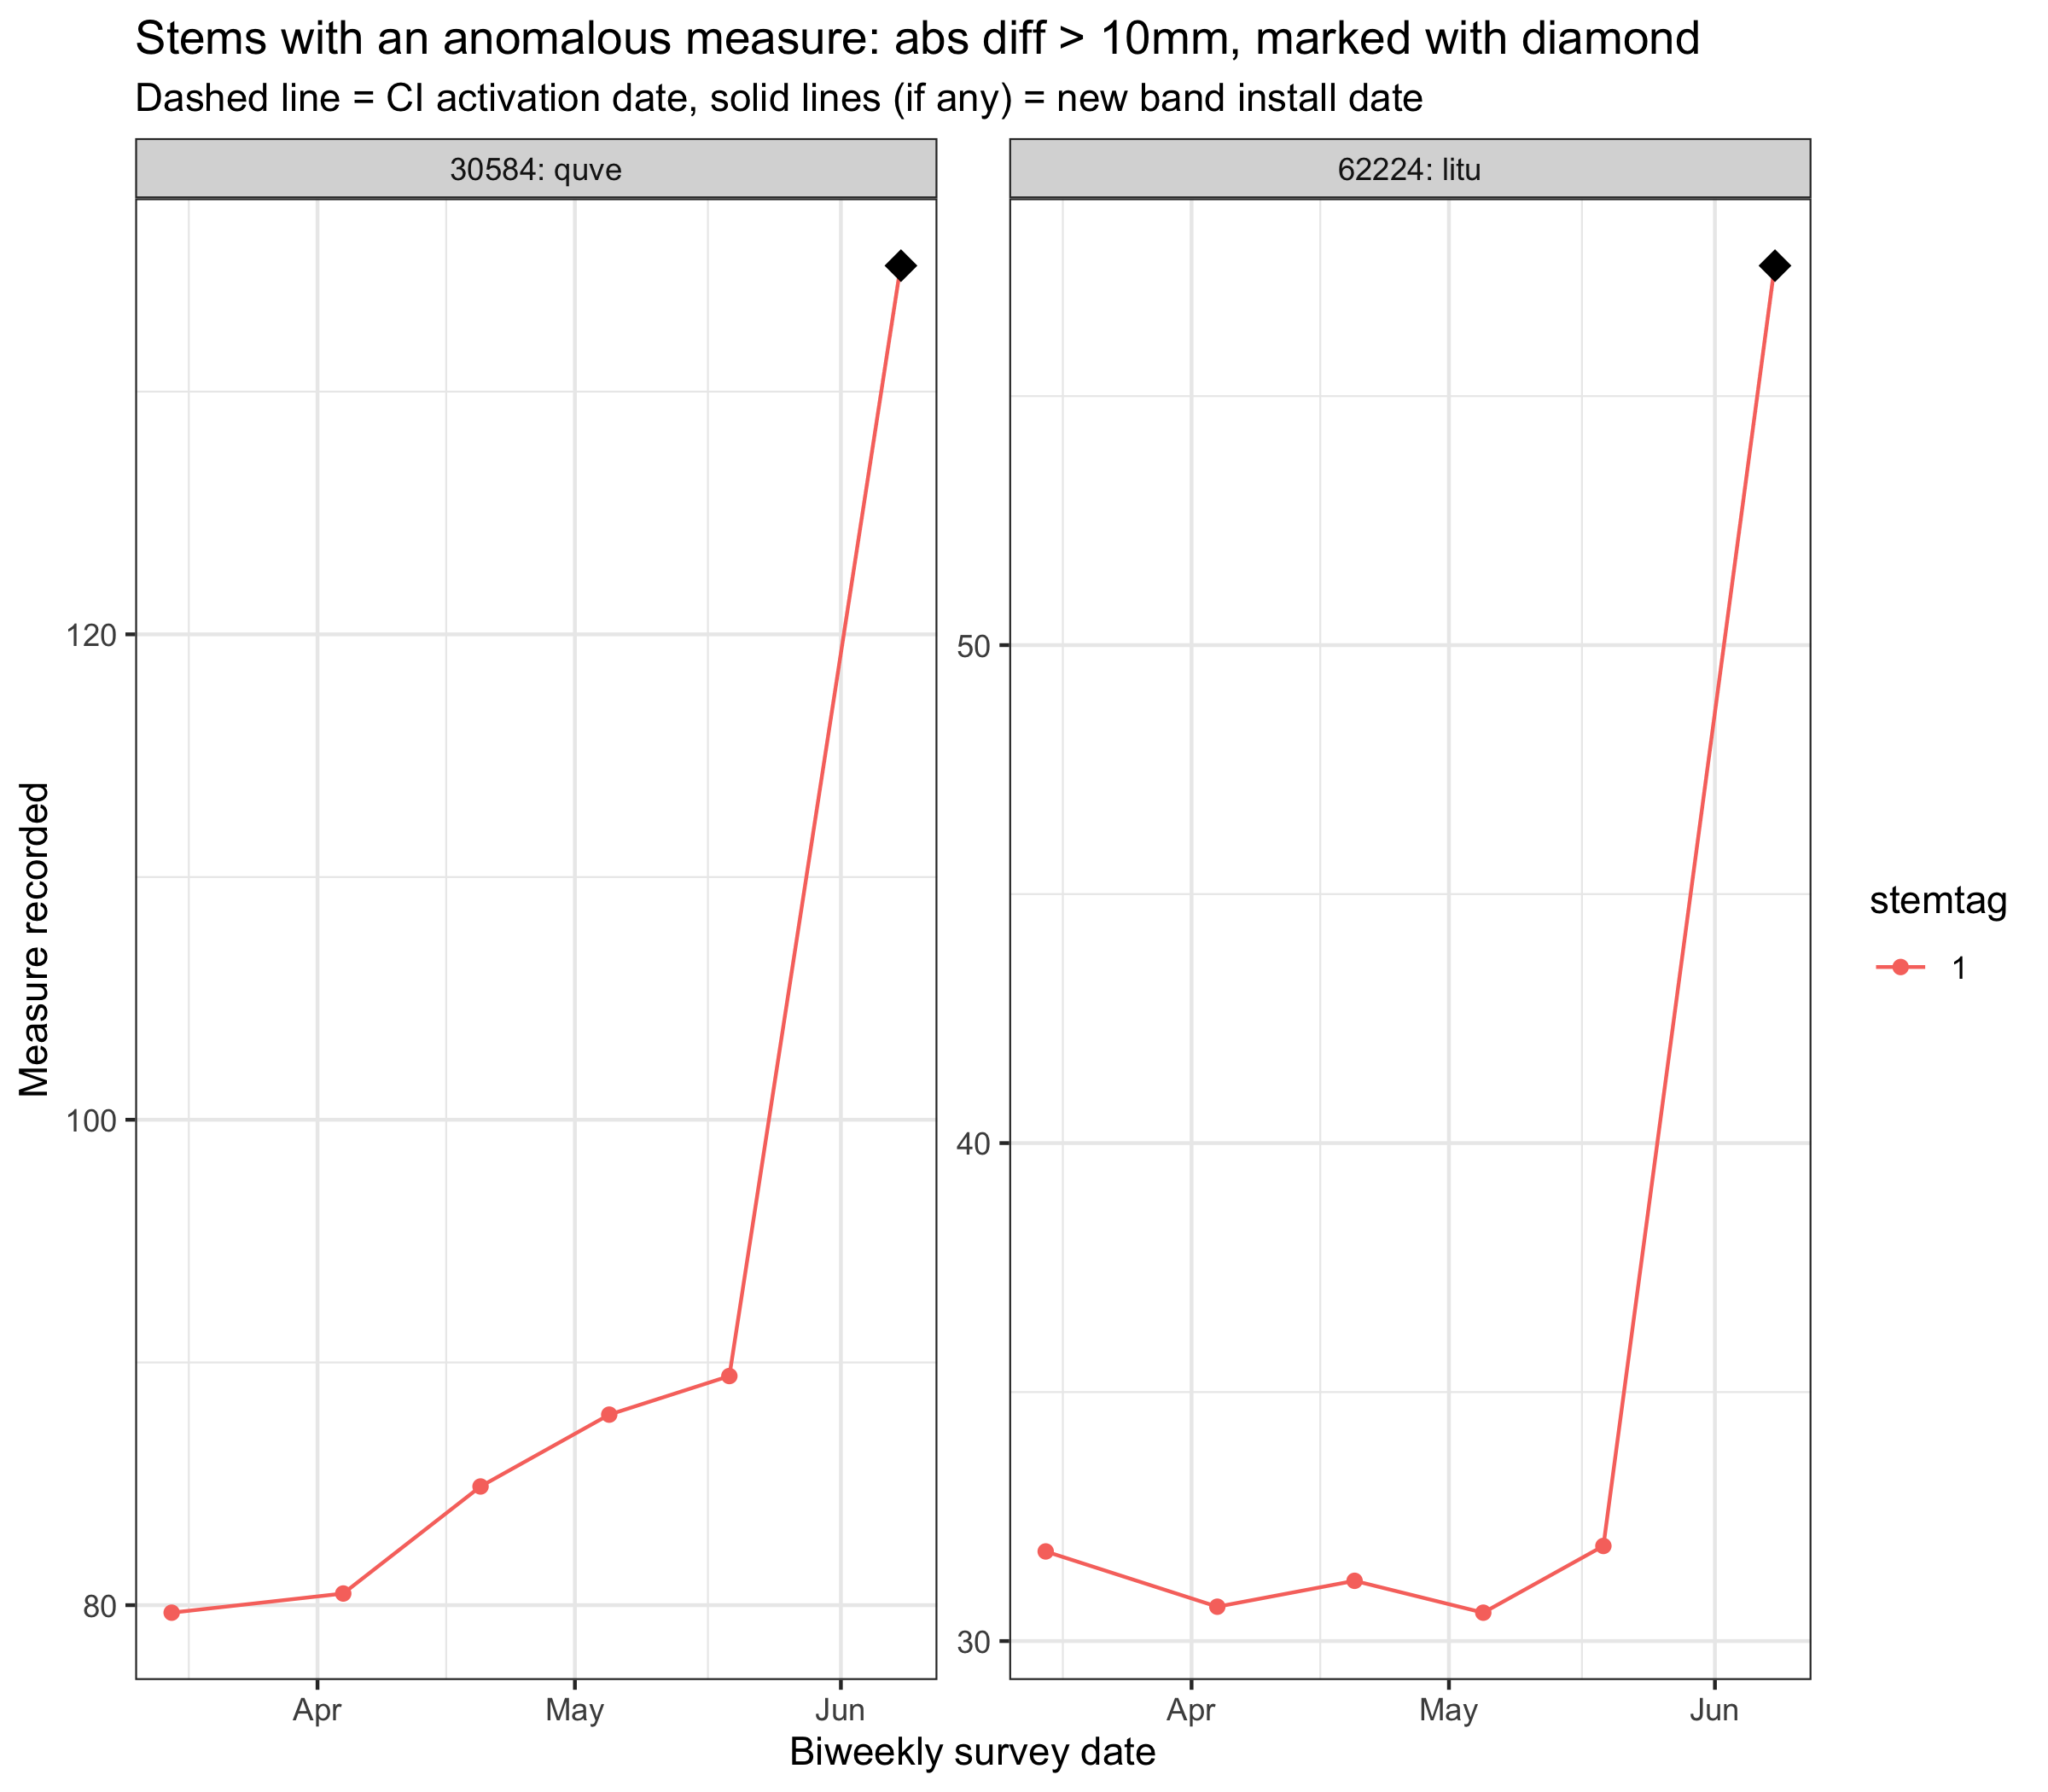 Stems with an anomalous measure: abs diff > 10mm, marked with diamond
Dashed line = CI activation date, solid lines (if any) = new band install date
30584: quve
62224: litu
Measure recorded
120
100
80
50
40
30
Apr
May
Jun
Apr
May
Jun
Biweekly survey date
stemtag
1